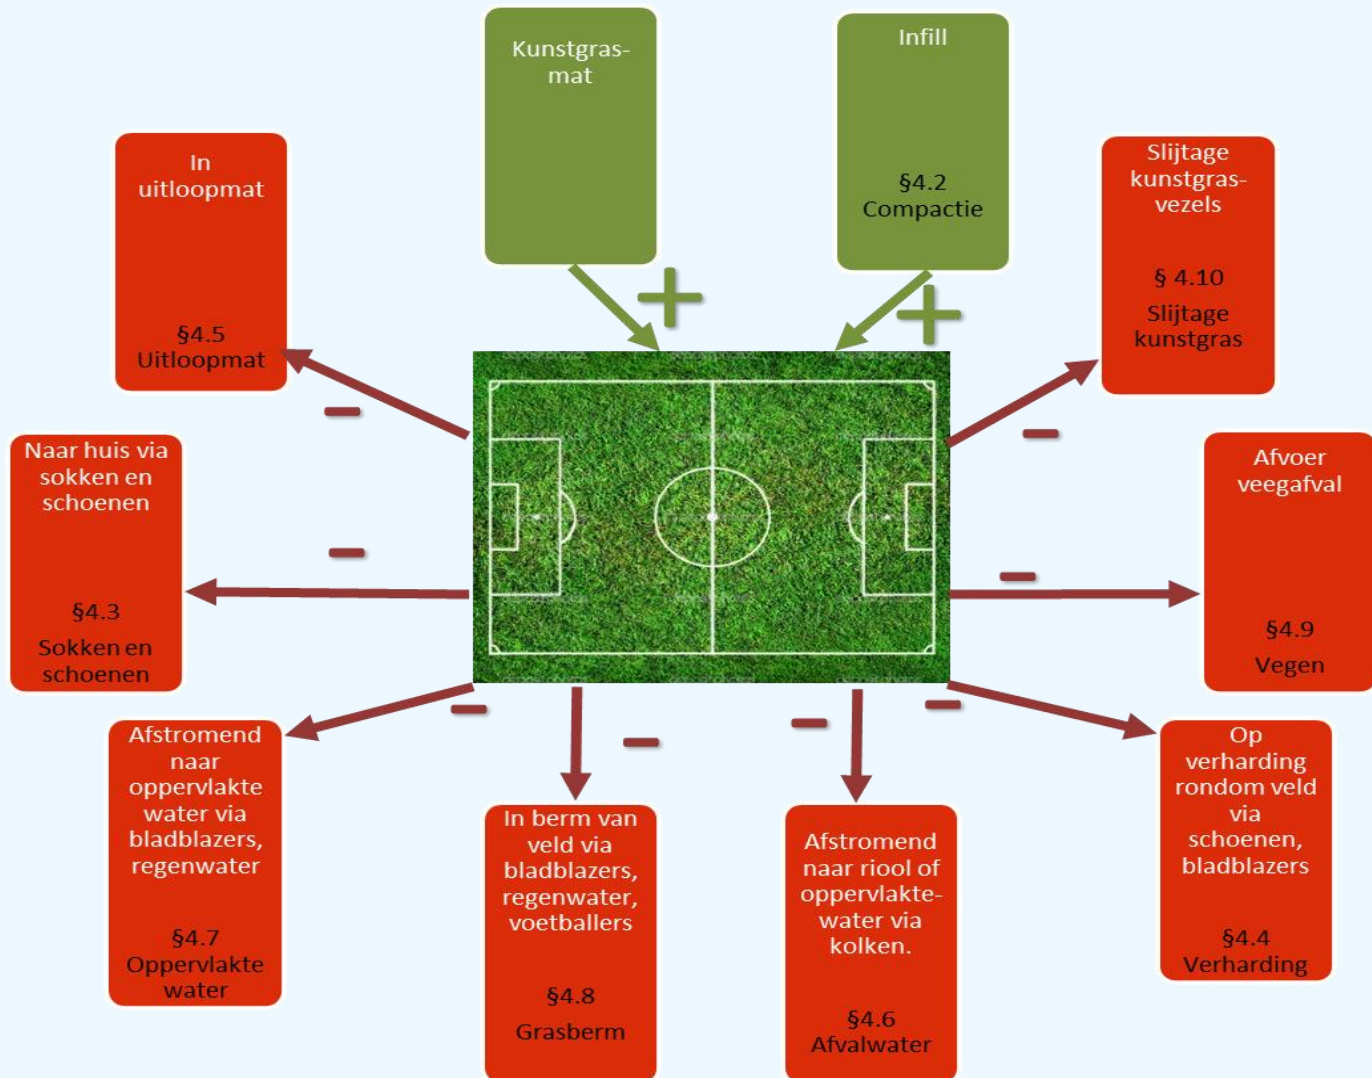 Kunstgras-
mat
Infill
§4.2
Compactie
In
uitloopmat
§4.5
Uitloopmat
Slijtage
kunstgras-
vezels
§ 4.10
Slijtage
kunstgras
Naar huis via
sokken en
schoenen
§4.3
Sokken en
schoenen
Afvoer
veegafval
§4.9
Vegen
Afstromend
naar
oppervlakte
water via
bladblazers,
regenwater
§4.7
Oppervlakte
water
In berm van
veld via
bladblazers,
regenwater,
voetballers
§4.8
Grasberm
Afstromend
naar riool of
oppervlakte-
water via
kolken.
§4.6
Afvalwater
Op
verharding
rondom veld
via
schoenen,
bladblazers
§4.4
Verharding